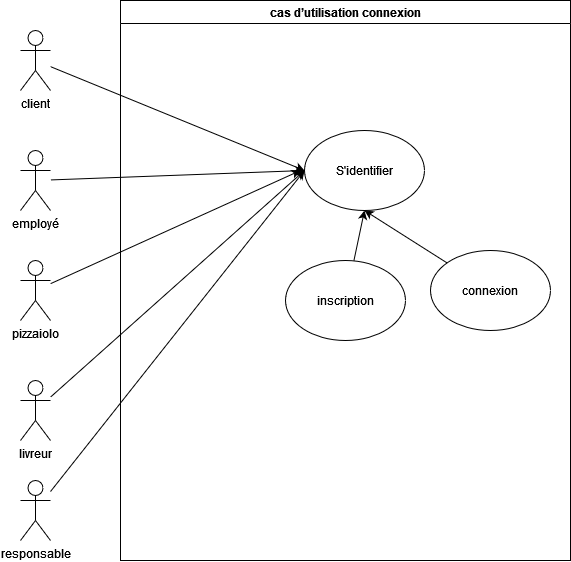 cas d'utilisation connexion
client
employé
pizzaiolo
livreur
responsable
S'identifier
inscription
connexion